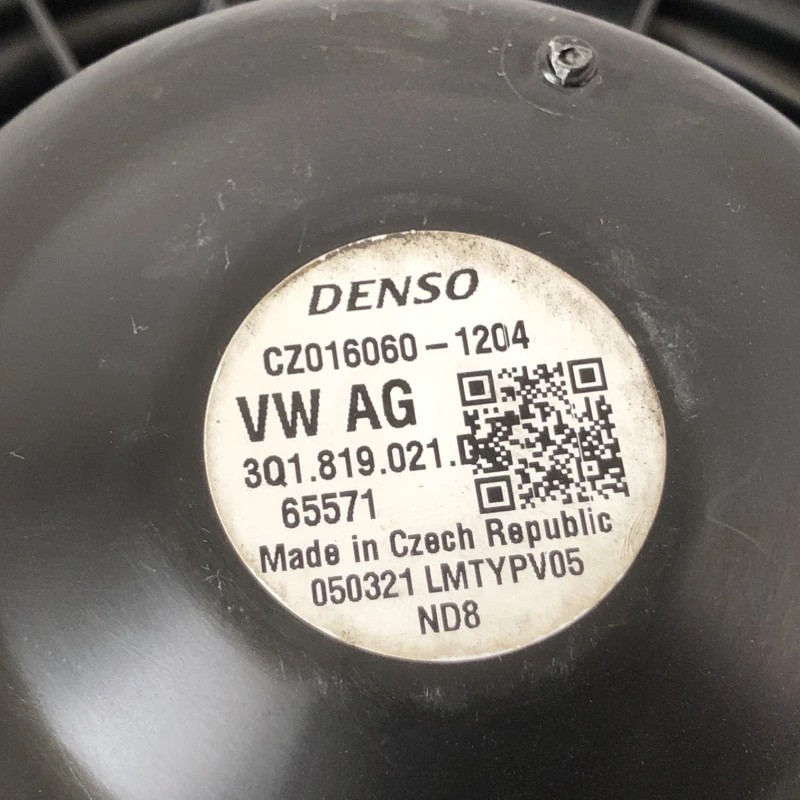 DENSO
CZ016060-1204
VW AG
3Q1.819.021.D
65571
Made in Czech Republic
050321 LMTYPV05
ND8